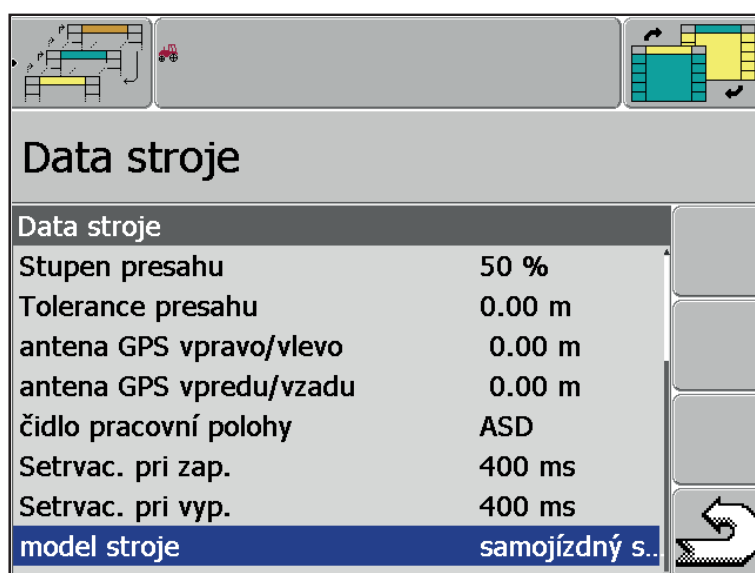 Data stroje
Data stroje
Stupen presahu 50 %
Tolerance presahu 0.00 m
antena GPS vpravo/vlevo 0.00 m
antena GPS vpredu/vzadu 0.00 m
čidlo pracovní polohy ASD
Setrvac. pri zap. 400 ms
Setrvac. pri vyp. 400 ms
model stroje samojízdný s...